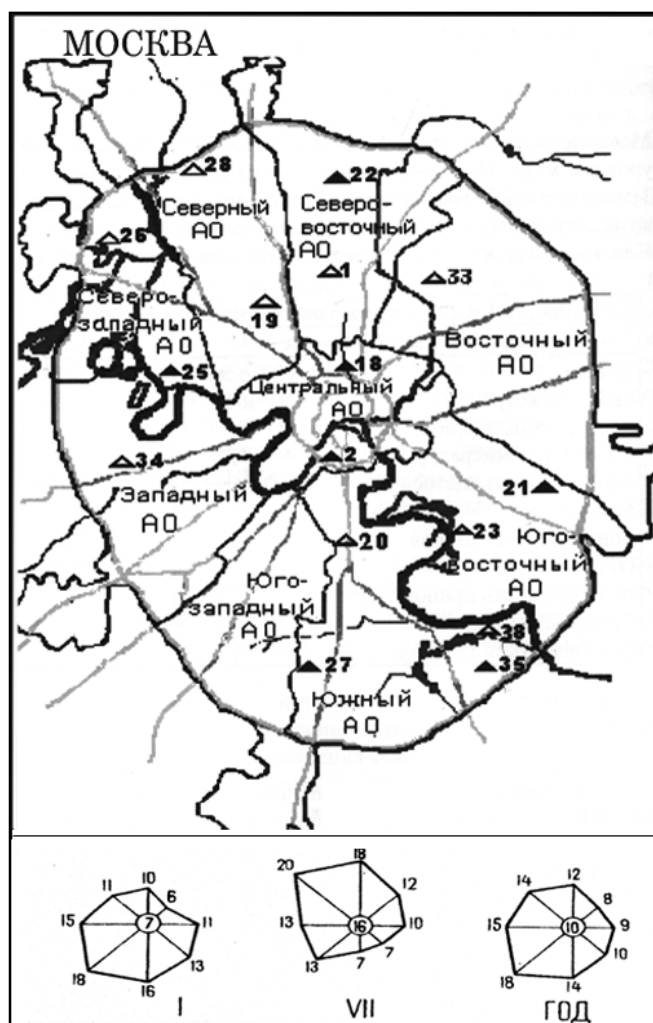 МОСКВА
28
22
Северный
АО
Северо-
восточный
АО
26
1
33
19
Северо-
западный
АО
Восточный
АО
18
25
Центральный
АО
2
34
Западный
АО
21
23
20
Юго-
восточный
АО
Юго-
западный
АО
38
27
35
Южный
АО
10
11
6
15
7
11
18
13
16
I
18
20
12
13
16
10
13
7
7
VII
12
14
8
15
10
9
18
10
14
ГОД